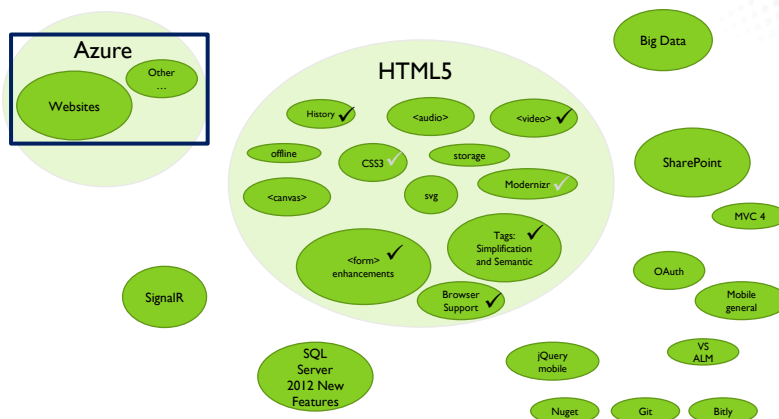 Azure
Other
…
Websites
HTML5
History
<audio>
<video>
offline
CSS3
storage
Modernizr
<canvas>
svg
Tags:
Simplification
and Semantic
<form>
enhancements
Browser
Support
Big Data
SharePoint
MVC 4
OAuth
Mobile
general
SignalR
SQL
Server
2012 New
Features
jQuery
mobile
VS
ALM
Nuget
Git
Bitly